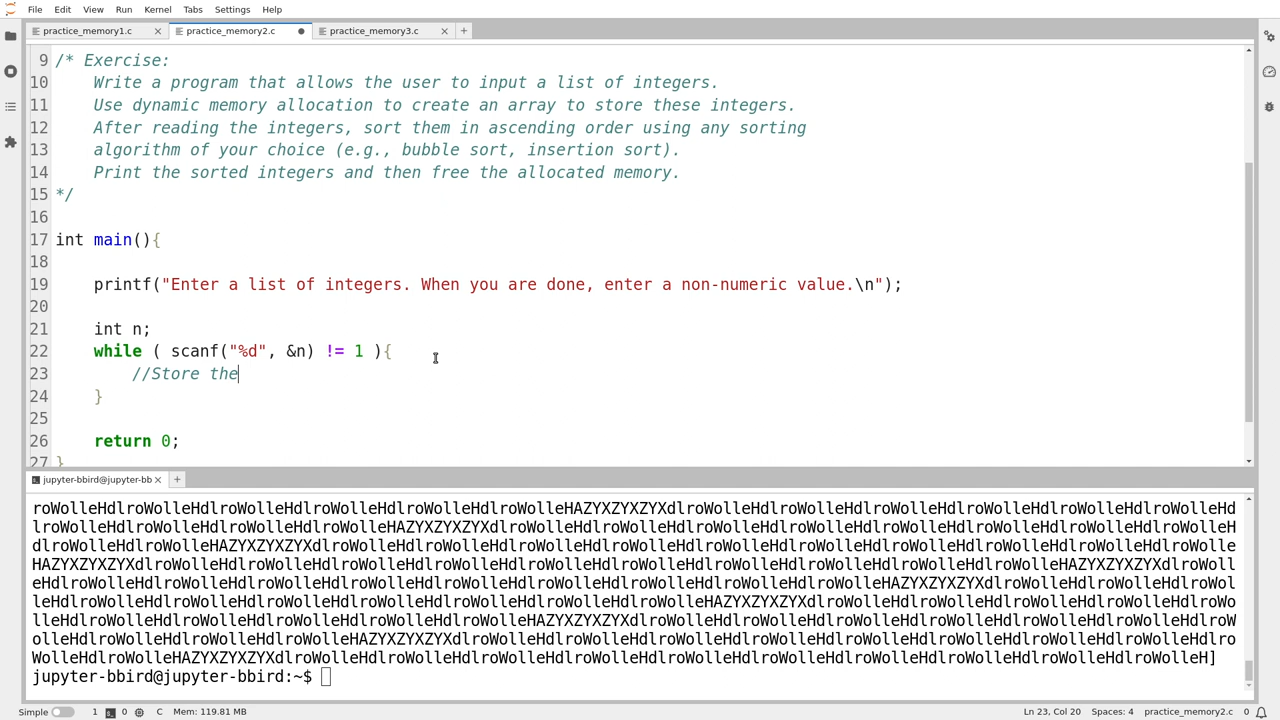 File Edit View Run Kernel Tabs Settings Help
practice_memory1.c practice_memory2.c practice_memory3.c
9 /* Exercise:
10 Write a program that allows the user to input a list of integers.
11 Use dynamic memory allocation to create an array to store these integers.
12 After reading the integers, sort them in ascending order using any sorting
13 algorithm of your choice (e.g., bubble sort, insertion sort).
14 Print the sorted integers and then free the allocated memory.
15 */
16
17 int main(){
18
19 printf("Enter a list of integers. When you are done, enter a non-numeric value.\n");
20
21 int n;
22 while ( scanf("%d", &n) != 1 ){
23 //Store the
24 }
25
26 return 0;
27 }
jupyter-bbird@jupyter-bb
roWolleHdlroWolleHdlroWolleHdlroWolleHdlroWolleHdlroWolleHAZYXZYXZYXdlroWolleHdlroWolleHdlroWolleHdlroWolleHdlroWolleHdlroWolleHd
lroWolleHdlroWolleHdlroWolleHdlroWolleHAZYXZYXZYXdlroWolleHdlroWolleHdlroWolleHdlroWolleHdlroWolleHdlroWolleHdlroWolleHdlroWolleH
dlroWolleHdlroWolleHAZYXZYXZYXdlroWolleHdlroWolleHdlroWolleHdlroWolleHdlroWolleHdlroWolleHdlroWolleHdlroWolleHdlroWolleHdlroWolle
HAZYXZYXZYXdlroWolleHdlroWolleHdlroWolleHdlroWolleHdlroWolleHdlroWolleHdlroWolleHdlroWolleHdlroWolleHdlroWolleHAZYXZYXZYXdlroWoll
eHdlroWolleHdlroWolleHdlroWolleHdlroWolleHdlroWolleHdlroWolleHdlroWolleHdlroWolleHdlroWolleHAZYXZYXZYXdlroWolleHdlroWolleHdlroWol
leHdlroWolleHdlroWolleHdlroWolleHdlroWolleHdlroWolleHdlroWolleHdlroWolleHAZYXZYXZYXdlroWolleHdlroWolleHdlroWolleHdlroWolleHdlroWo
lleHdlroWolleHdlroWolleHdlroWolleHdlroWolleHdlroWolleHAZYXZYXZYXdlroWolleHdlroWolleHdlroWolleHdlroWolleHdlroWolleHdlroWolleHdlroW
olleHdlroWolleHdlroWolleHdlroWolleHAZYXZYXZYXdlroWolleHdlroWolleHdlroWolleHdlroWolleHdlroWolleHdlroWolleHdlroWolleHdlroWolleHdlro
WolleHdlroWolleHAZYXZYXZYXdlroWolleHdlroWolleHdlroWolleHdlroWolleHdlroWolleHdlroWolleHdlroWolleHdlroWolleHdlroWolleHdlroWolleH]
jupyter-bbird@jupyter-bbird:~$
Simple 1 0 C Mem: 119.81 MB Ln 23, Col 20 Spaces: 4 practice_memory2.c 0